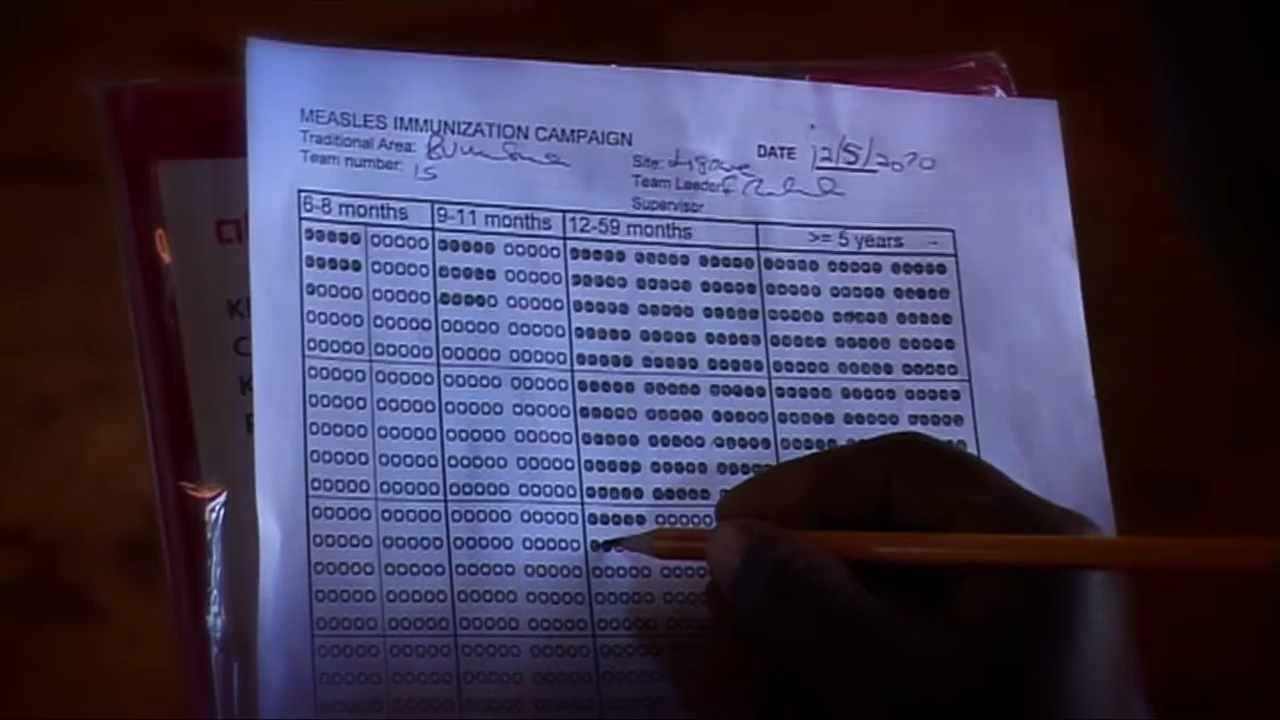 MEASLES IMMUNIZATION CAMPAIGN
Traditional Area:
Team number: 15
Site:
Team Leader
Supervisor
DATE 12/5/2010
6-8 months 9-11 months 12-59 months >= 5 years